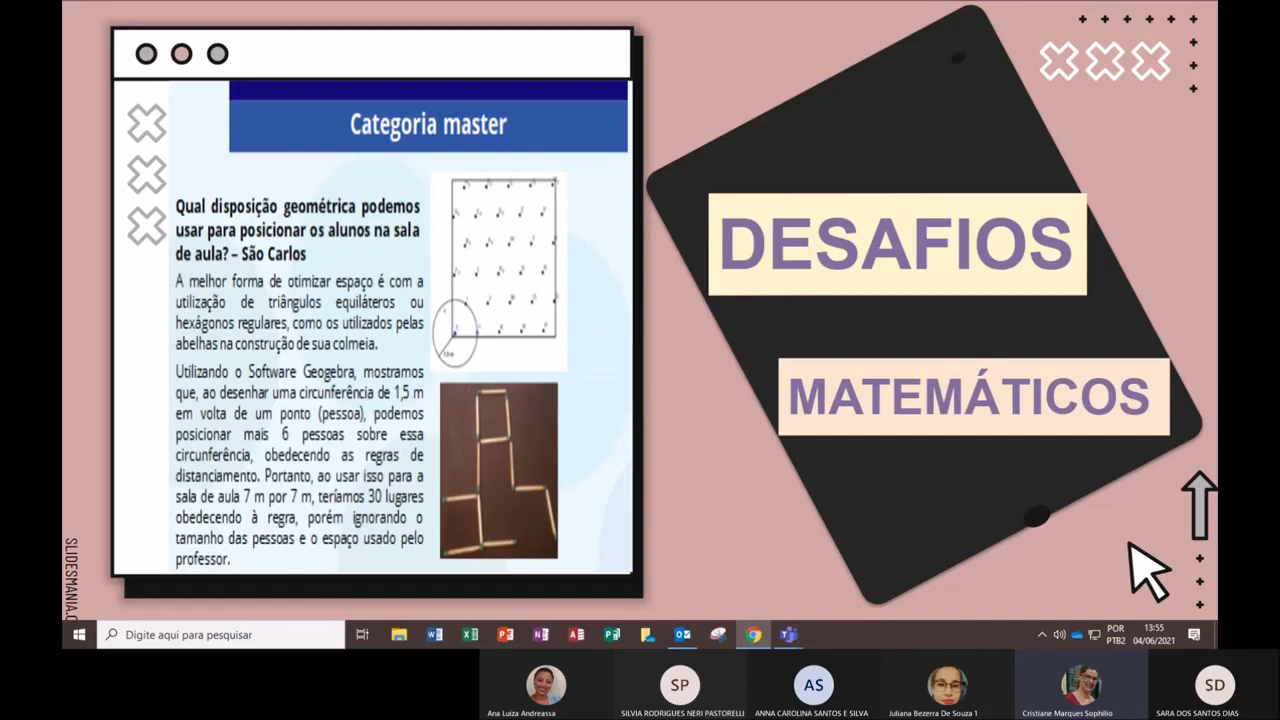 Categoria master
Qual disposição geométrica podemos
usar para posicionar os alunos na sala
de aula? – São Carlos
A melhor forma de otimizar espaço é com a
utilização de triângulos equiláteros ou
hexágonos regulares, como os utilizados pelas
abelhas na construção de sua colmeia.
Utilizando o Software Geogebra, mostramos
que, ao desenhar uma circunferência de 1,5 m
em volta de um ponto (pessoa), podemos
posicionar mais 6 pessoas sobre essa
circunferência, obedecendo as regras de
distanciamento. Portanto, ao usar isso para a
sala de aula 7 m por 7 m, teríamos 30 lugares
obedecendo à regra, porém ignorando o
tamanho das pessoas e o espaço usado pelo
professor.
DESAFIOS
MATEMÁTICOS
SLIDESMANIA.C
Digite aqui para pesquisar
POR
PTB2
13:55
04/06/2021
SP
AS
SD
Ana Luiza Andreassa
SILVIA RODRIGUES NERI PASTORELLI
ANNA CAROLINA SANTOS E SILVA
Juliana Bezerra De Souza 1
Cristiane Marques Sophilio
SARA DOS SANTOS DIAS